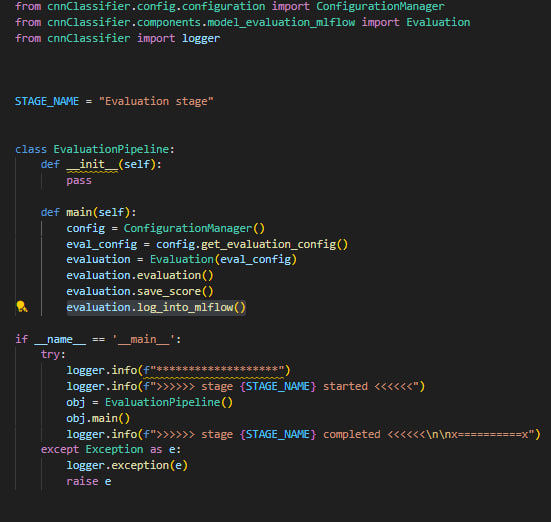 from cnnClassifier.config.configuration import ConfigurationManager
from cnnClassifier.components.model_evaluation_mlflow import Evaluation
from cnnClassifier import logger
STAGE_NAME = "Evaluation stage"
class EvaluationPipeline:
    def __init__(self):
        pass
    def main(self):
        config = ConfigurationManager()
        eval_config = config.get_evaluation_config()
        evaluation = Evaluation(eval_config)
        evaluation.evaluation()
        evaluation.save_score()
        evaluation.log_into_mlflow()
if __name__ == '__main__':
    try:
        logger.info(f"*******************")
        logger.info(f">>>>>> stage {STAGE_NAME} started <<<<<<")
        obj = EvaluationPipeline()
        obj.main()
        logger.info(f">>>>>> stage {STAGE_NAME} completed <<<<<<\n\nx==========x")
    except Exception as e:
        logger.exception(e)
        raise e